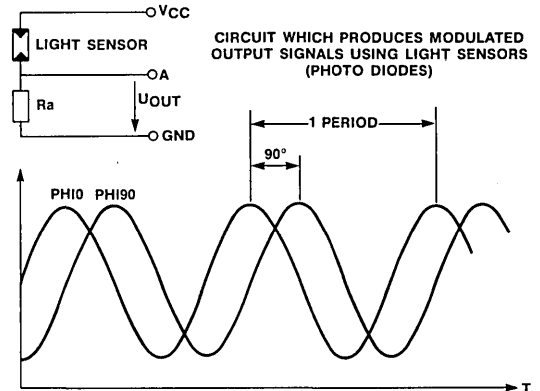 VCC
LIGHT SENSOR
CIRCUIT WHICH PRODUCES MODULATED
OUTPUT SIGNALS USING LIGHT SENSORS
(PHOTO DIODES)
A
Ra
UOUT
GND
1 PERIOD
90°
PHI0 PHI90
T